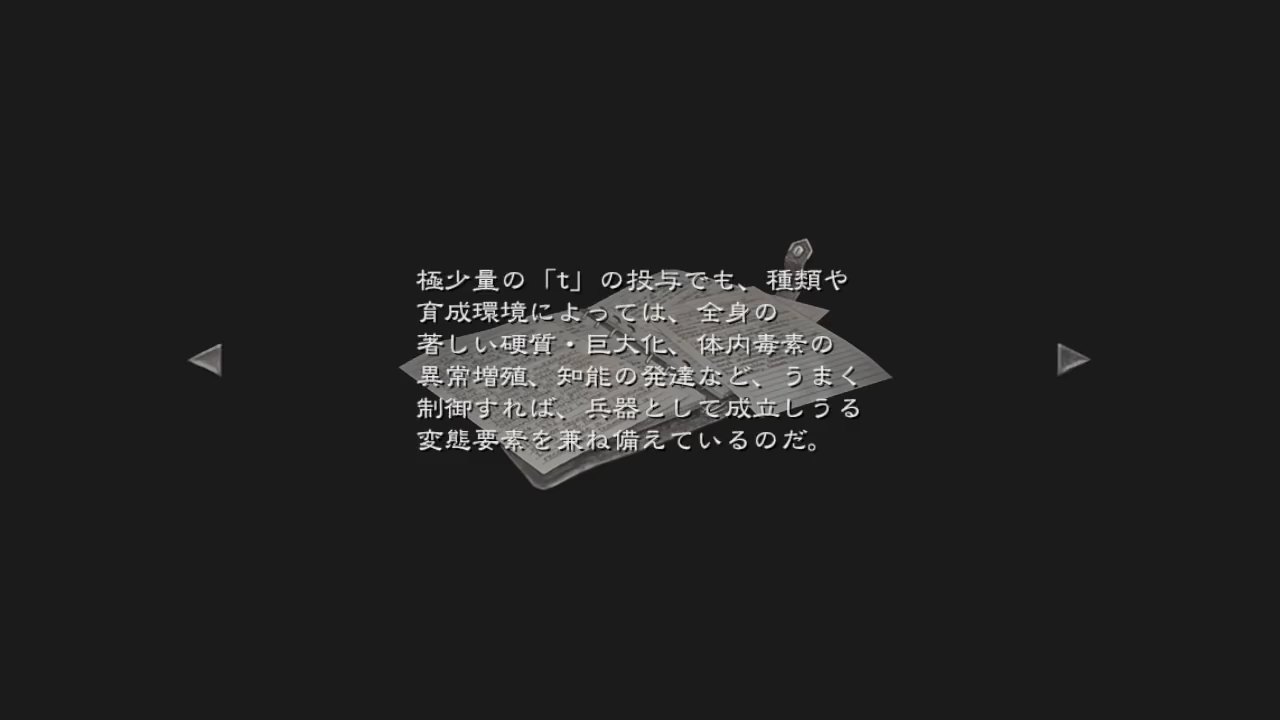 極少量の「t」の投与でも、種類や
育成環境によっては、全身の
著しい硬質・巨大化、体内毒素の
異常増殖、知能の発達など、うまく
制御すれば、兵器として成立しうる
変態要素を兼ね備えているのだ。